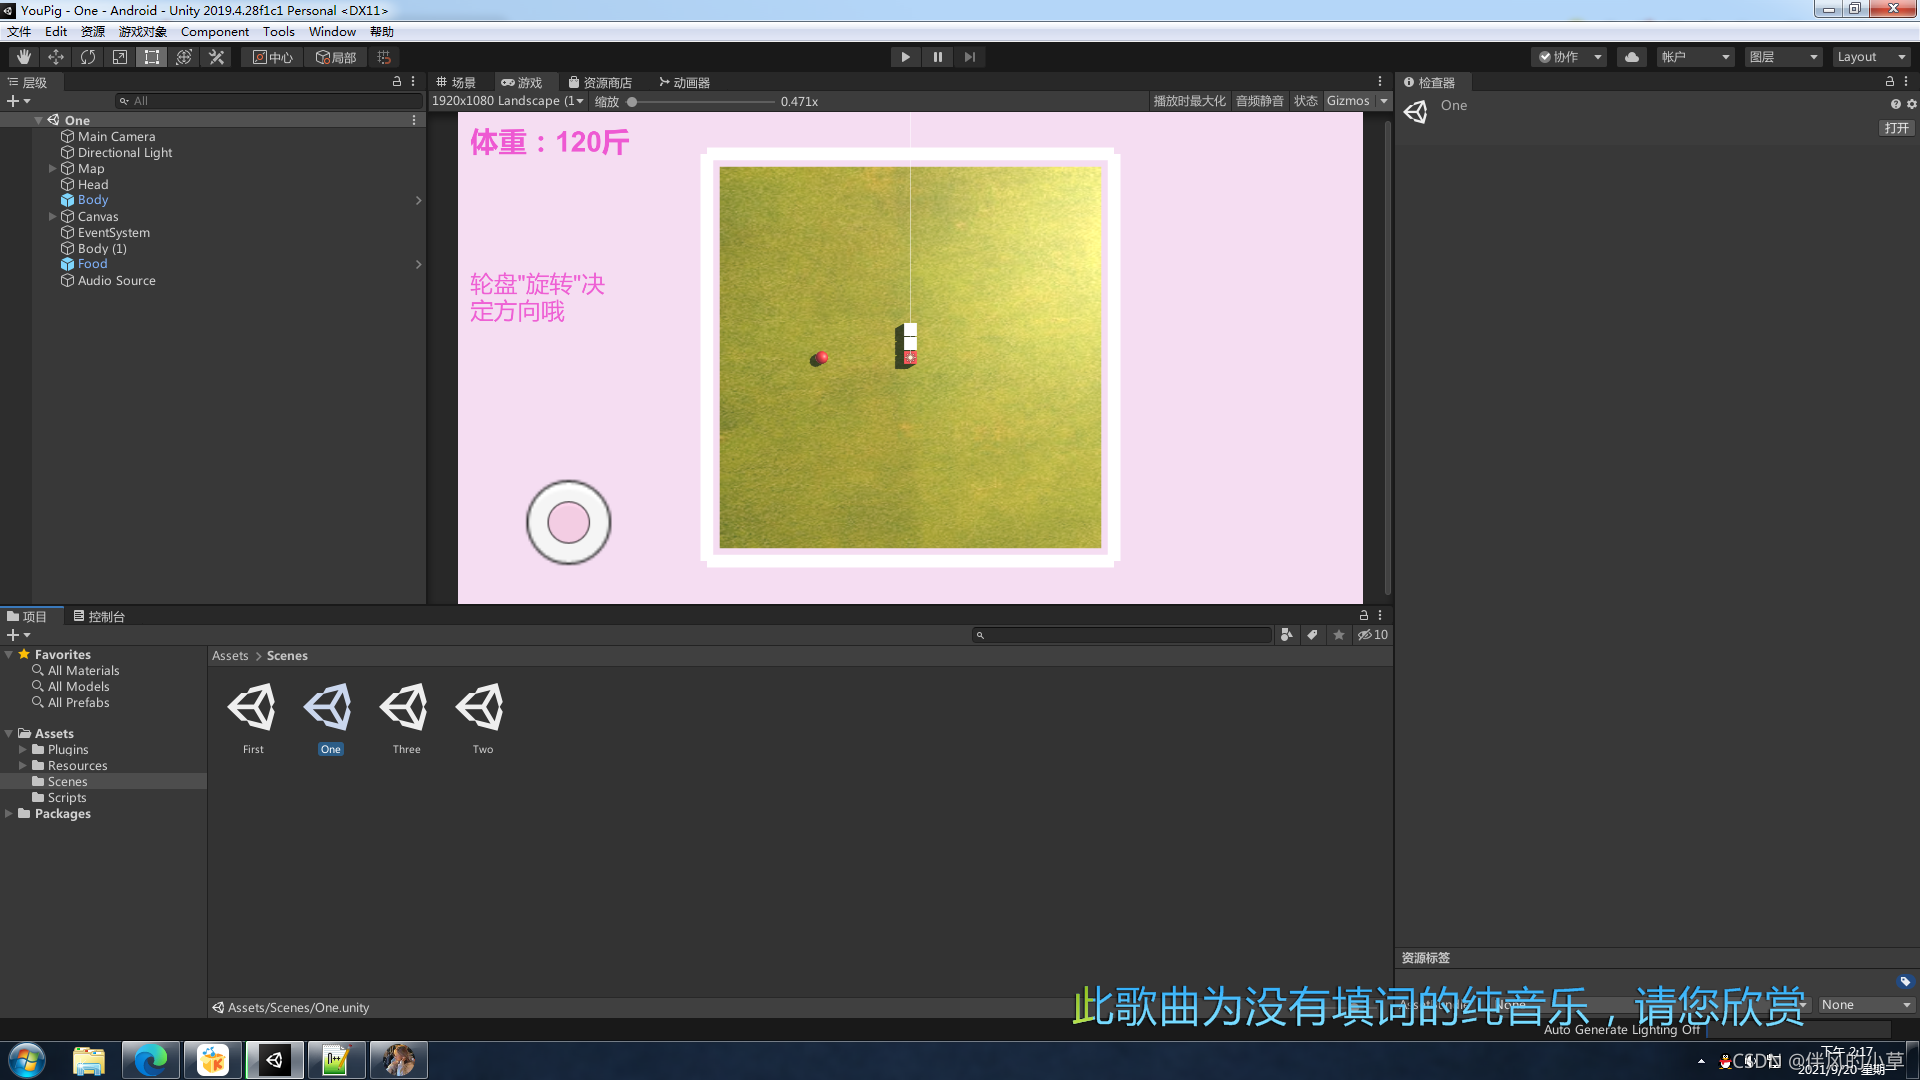 YouPig - One - Android - Unity 2019.4.28f1c1 Personal <DX11>
文件 Edit 资源 游戏对象 Component Tools Window 帮助
中心 局部 协作 帐户 图层 Layout
层级
All
One
Main Camera
Directional Light
Map
Head
Body
Canvas
EventSystem
Body (1)
Food
Audio Source
场景 游戏 资源商店 动画器
1920x1080 Landscape (1 缩放 0.471x 播放时最大化 音频静音 状态 Gizmos
体重：120斤
轮盘"旋转"决
定方向哦
检查器
One
打开
项目 控制台
10
Favorites
All Materials
All Models
All Prefabs
Assets
Plugins
Resources
Scenes
Scripts
Packages
Assets > Scenes
First One Three Two
Assets/Scenes/One.unity
资源标签
None None
此歌曲为没有填词的纯音乐，请您欣赏
Auto Generate Lighting Off
下午 2:17
2021/9/20 星期一
CSDN @伴风的小草